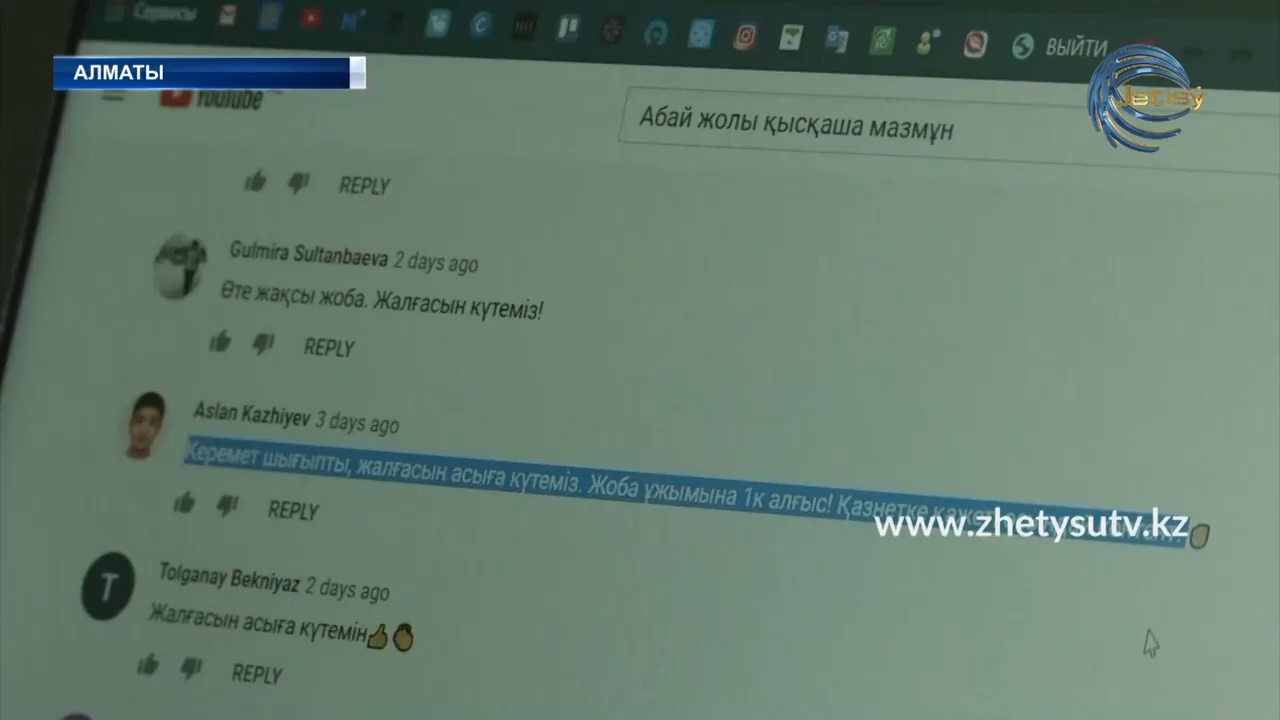 Сервисы
ВЫЙТИ
АЛМАТЫ
Jetisý
YouTube
Абай жолы қысқаша мазмұн
REPLY
Gulmira Sultanbaeva 2 days ago
Өте жақсы жоба. Жалғасын күтеміз!
REPLY
Aslan Kazhiyev 3 days ago
Керемет шығыпты, жалғасын асыға күтеміз. Жоба ұжымына 1к алғыс! Қазнетке
REPLY
www.zhetysutv.kz
T
Tolganay Bekniyaz 2 days ago
Жалғасын асыға күтемін👍👏
REPLY